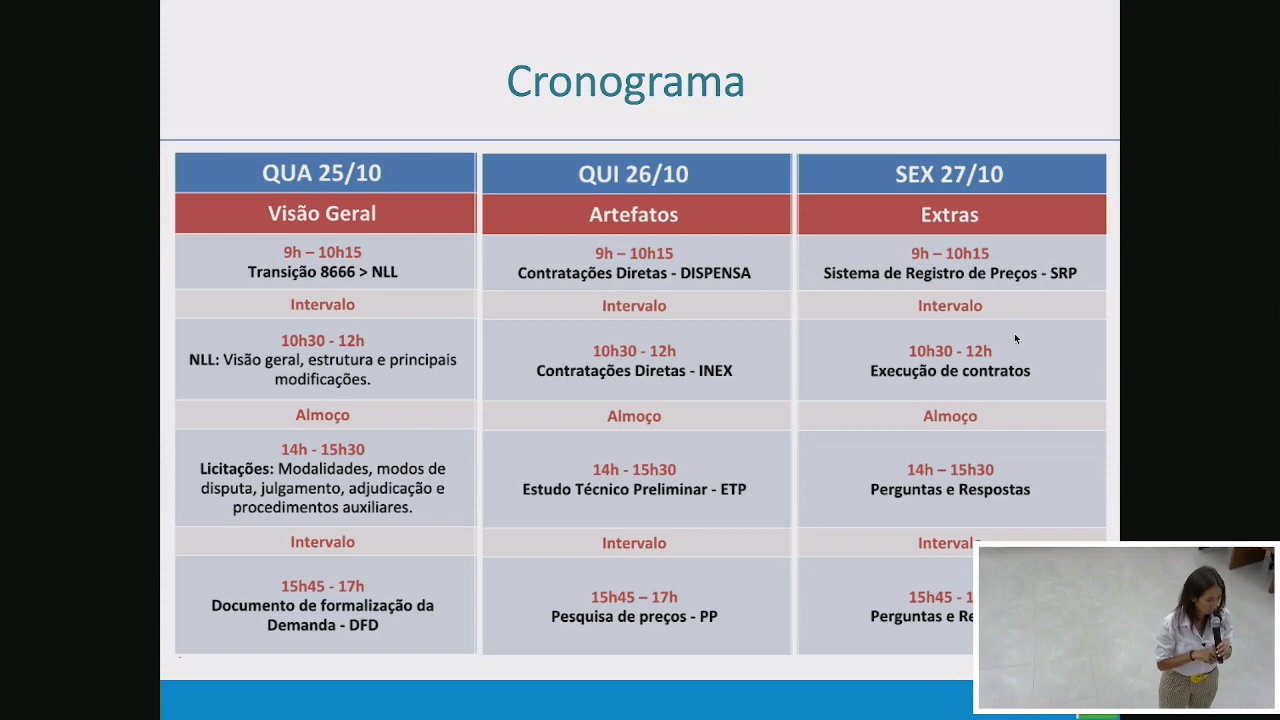 Cronograma
QUA 25/10
Visão Geral
9h – 10h15
Transição 8666 > NLL
Intervalo
10h30 - 12h
NLL: Visão geral, estrutura e principais
modificações.
Almoço
14h - 15h30
Licitações: Modalidades, modos de
disputa, julgamento, adjudicação e
procedimentos auxiliares.
Intervalo
15h45 - 17h
Documento de formalização da
Demanda - DFD
QUI 26/10
Artefatos
9h – 10h15
Contratações Diretas - DISPENSA
Intervalo
10h30 - 12h
Contratações Diretas - INEX
Almoço
14h - 15h30
Estudo Técnico Preliminar - ETP
Intervalo
15h45 – 17h
Pesquisa de preços - PP
SEX 27/10
Extras
9h – 10h15
Sistema de Registro de Preços - SRP
Intervalo
10h30 - 12h
Execução de contratos
Almoço
14h – 15h30
Perguntas e Respostas
Intervalo
15h45 -
Perguntas e